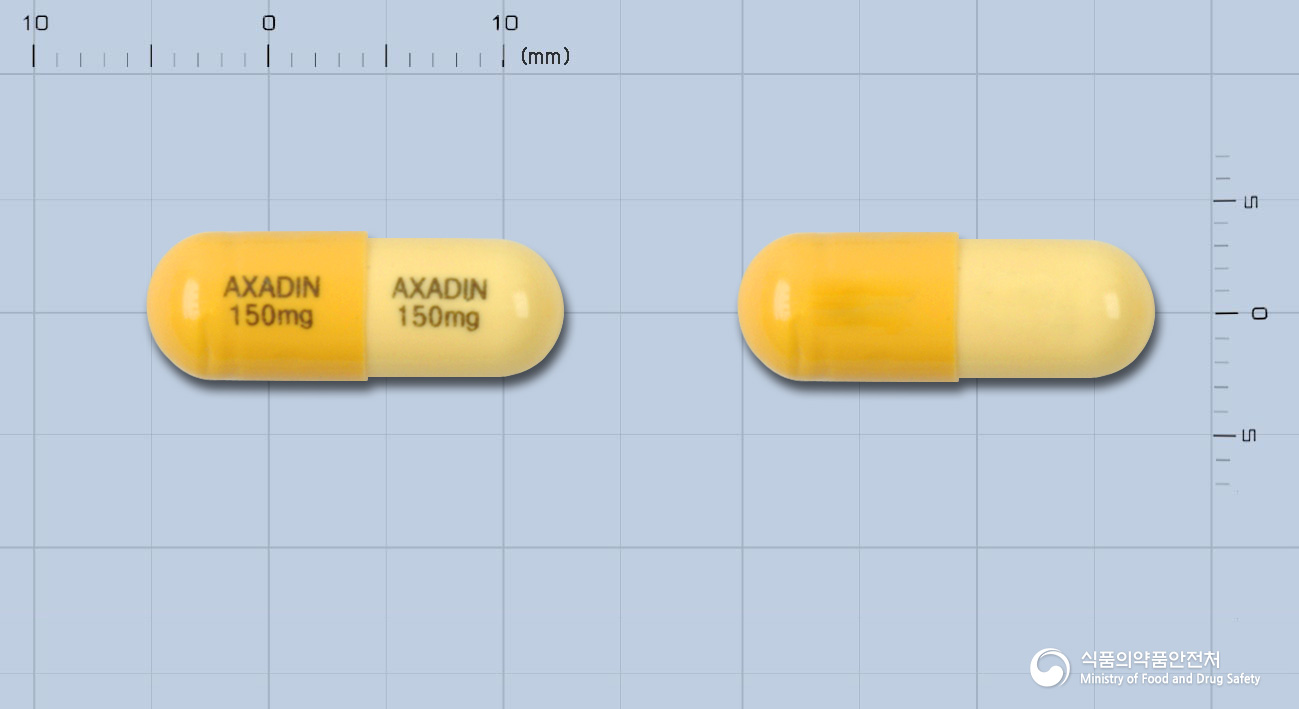 10 0 10 (mm)
5
0
5
AXADIN
150mg
AXADIN
150mg
식품의약품안전처
Ministry of Food and Drug Safety